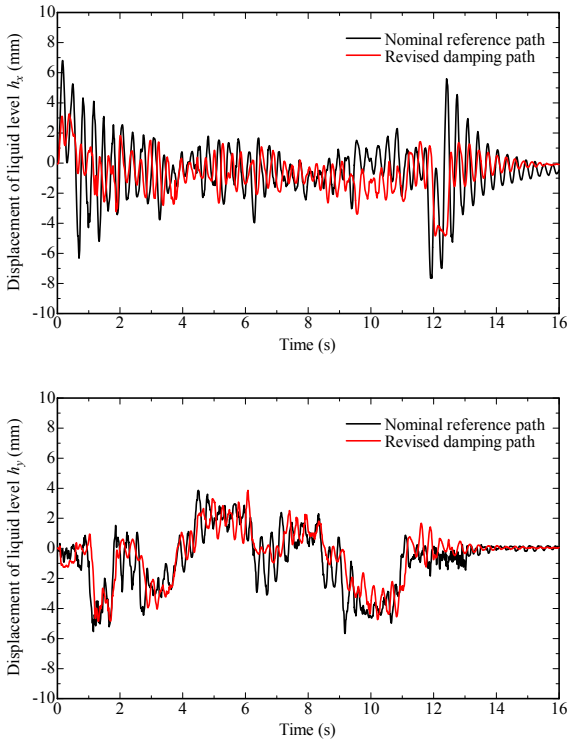 10
8
6
4
2
0
-2
-4
-6
-8
-10
Displacement of liquid level hx (mm)
Nominal reference path
Revised damping path
0 2 4 6 8 10 12 14 16
Time (s)
10
8
6
4
2
0
-2
-4
-6
-8
-10
Displacement of liquid level hy (mm)
Nominal reference path
Revised damping path
0 2 4 6 8 10 12 14 16
Time (s)